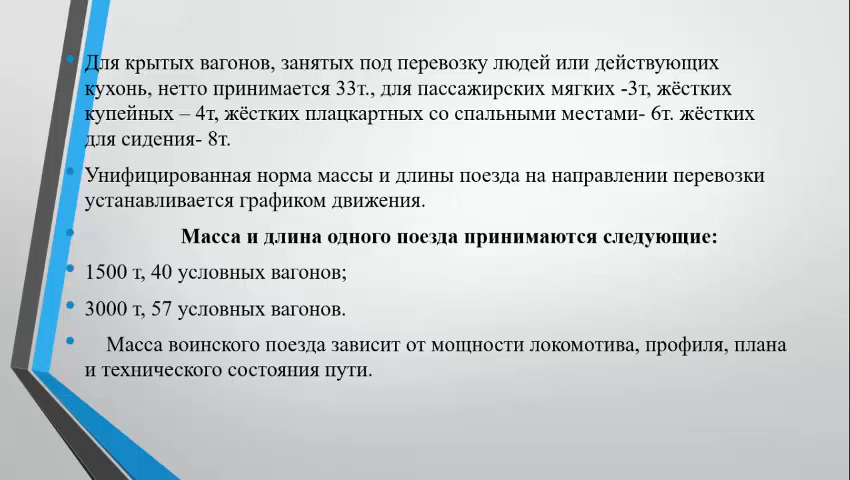 Для крытых вагонов, занятых под перевозку людей или действующих
кухонь, нетто принимается 33т., для пассажирских мягких -3т, жёстких
купейных – 4т, жёстких плацкартных со спальными местами- 6т. жёстких
для сидения- 8т.
Унифицированная норма массы и длины поезда на направлении перевозки
устанавливается графиком движения.
Масса и длина одного поезда принимаются следующие:
1500 т, 40 условных вагонов;
3000 т, 57 условных вагонов.
Масса воинского поезда зависит от мощности локомотива, профиля, плана
и технического состояния пути.